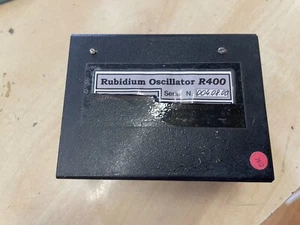 Rubidium Oscillator R400
Serial N.